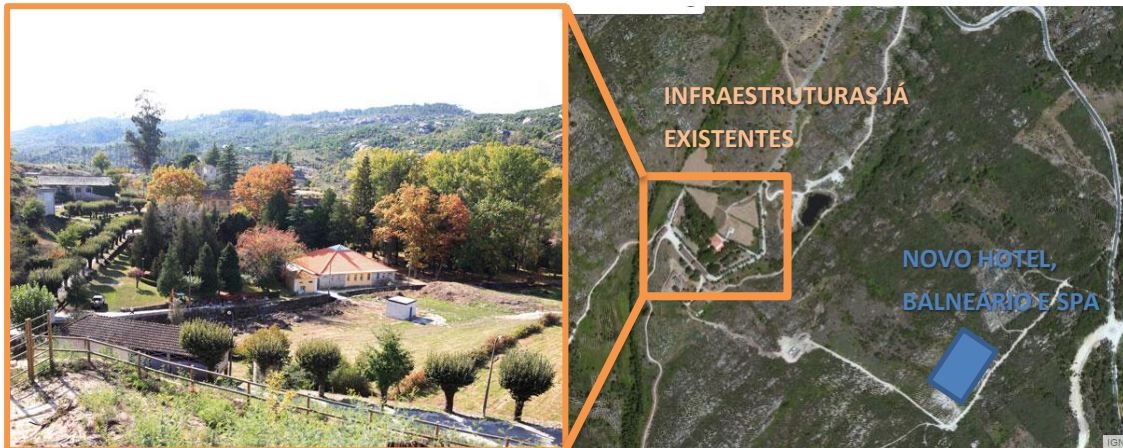 INFRAESTRUTURAS JÁ
EXISTENTES
NOVO HOTEL,
BALNEÁRIO E SPA
IGN